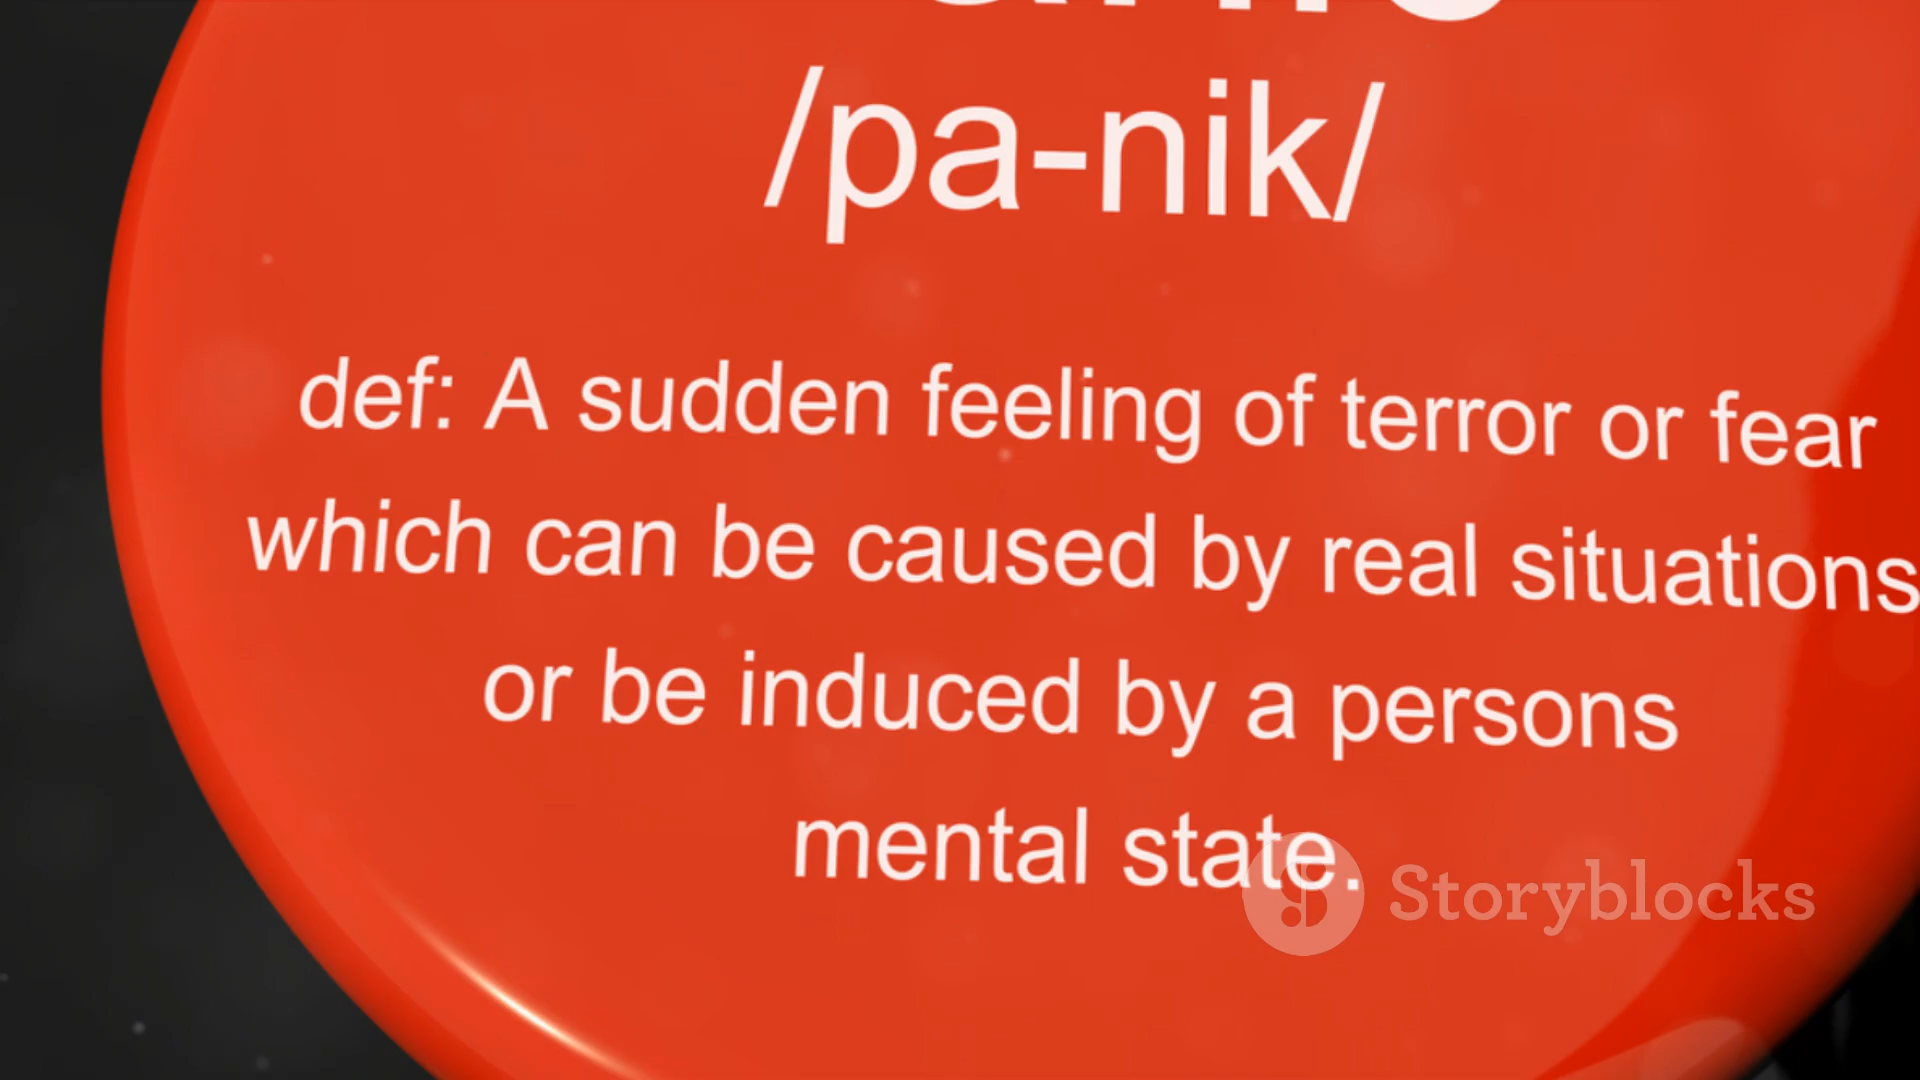 /pa-nik/
def: A sudden feeling of terror or fear
which can be caused by real situations
or be induced by a persons
mental state.
Storyblocks